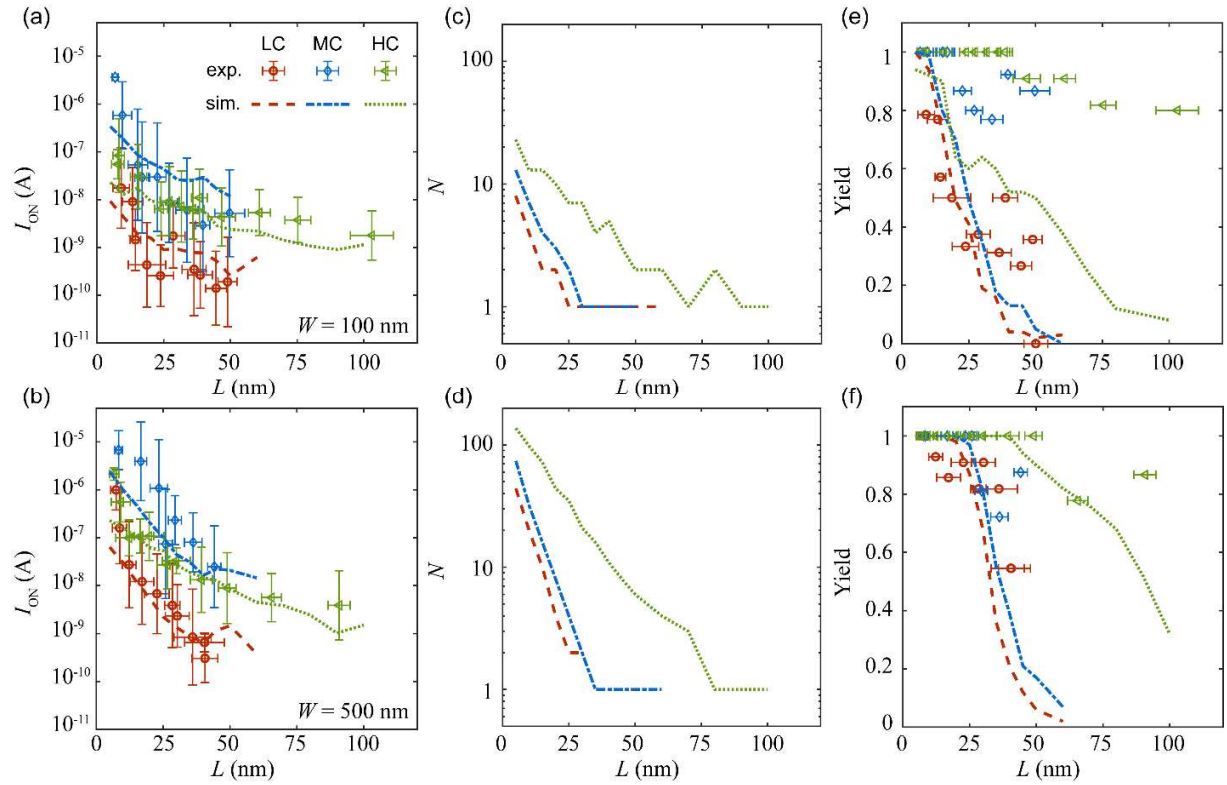 (a)
LC MC HC
exp.
sim.
10⁻⁵
10⁻⁶
10⁻⁷
10⁻⁸
10⁻⁹
10⁻¹⁰
10⁻¹¹
I_ON (A)
W = 100 nm
0 25 50 75 100
L (nm)
(c)
100
10
1
N
0 25 50 75 100
L (nm)
(e)
1
0.8
0.6
0.4
0.2
0
Yield
0 25 50 75 100
L (nm)
(b)
10⁻⁵
10⁻⁶
10⁻⁷
10⁻⁸
10⁻⁹
10⁻¹⁰
10⁻¹¹
I_ON (A)
W = 500 nm
0 25 50 75 100
L (nm)
(d)
100
10
1
N
0 25 50 75 100
L (nm)
(f)
1
0.8
0.6
0.4
0.2
0
Yield
0 25 50 75 100
L (nm)